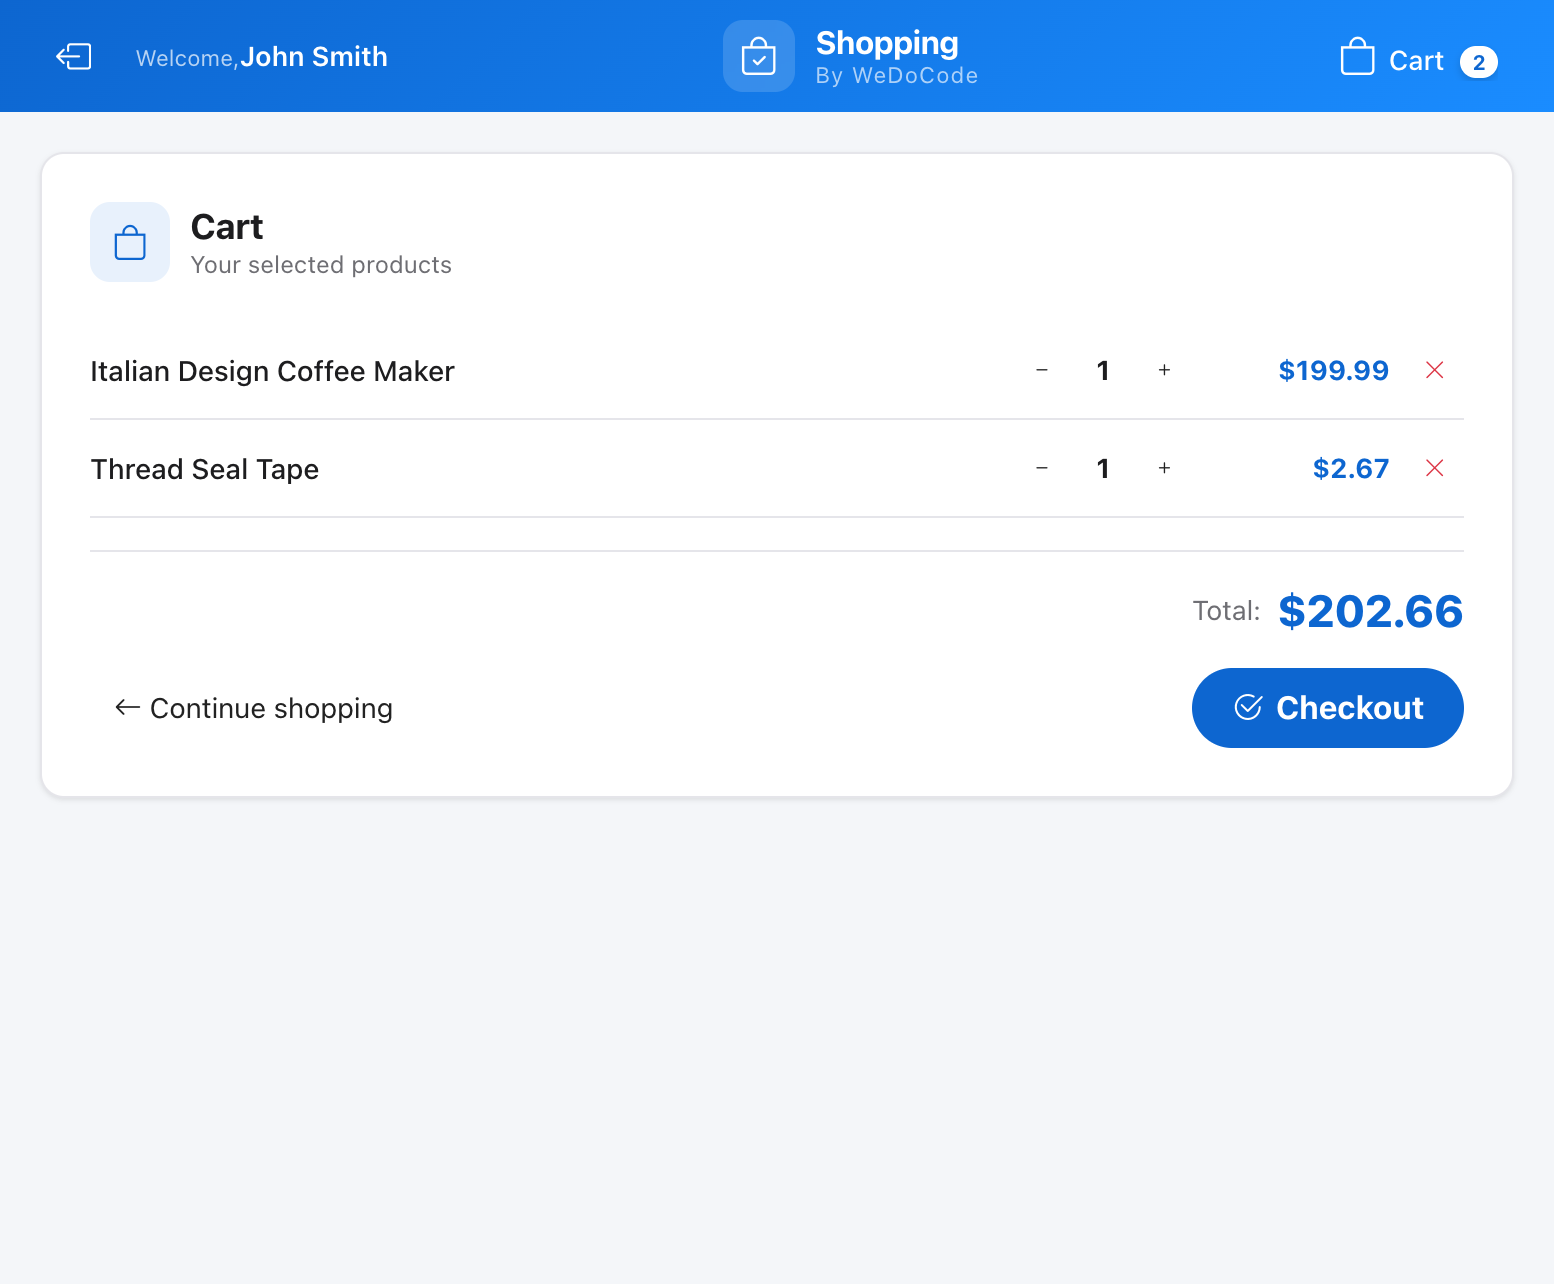 Welcome,John Smith
Shopping
By WeDoCode
Cart 2
Cart
Your selected products
Italian Design Coffee Maker − 1 + $199.99
Thread Seal Tape − 1 + $2.67
Total: $202.66
← Continue shopping
Checkout